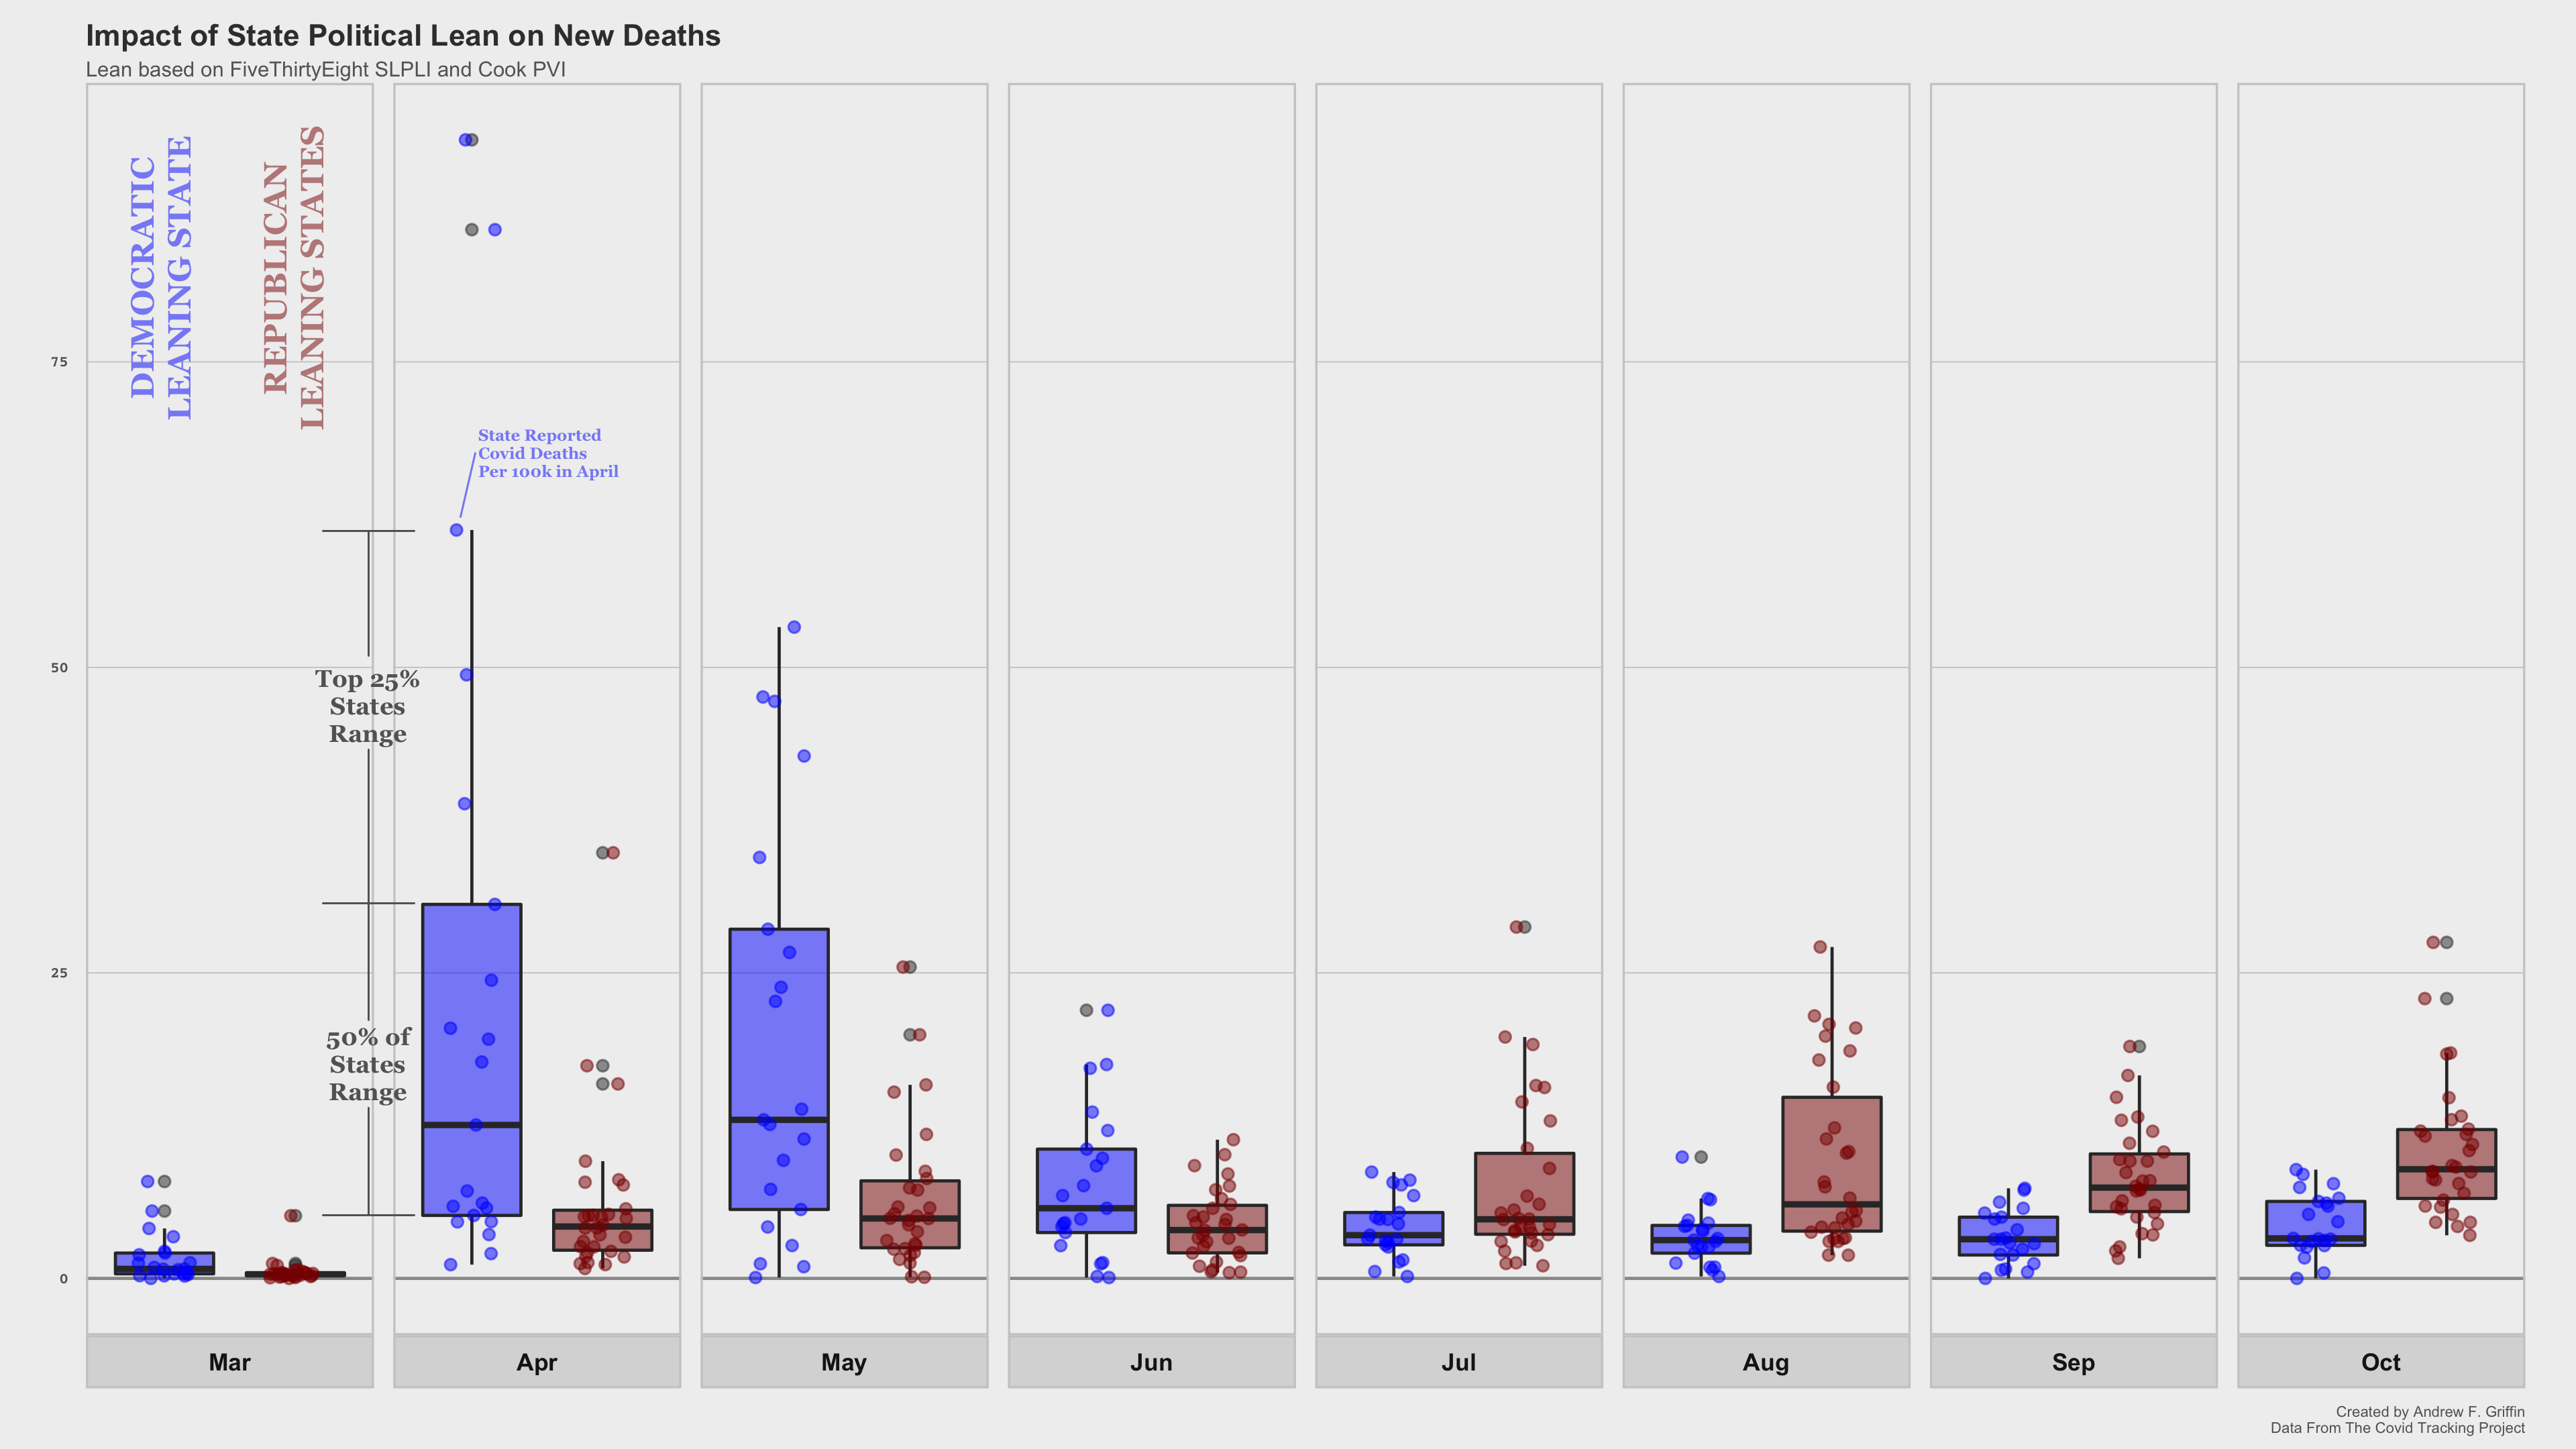 Impact of State Political Lean on New Deaths
Lean based on FiveThirtyEight SLPLI and Cook PVI
DEMOCRATIC
LEANING STATE
REPUBLICAN
LEANING STATES
75
State Reported
Covid Deaths
Per 100k in April
50
Top 25%
States
Range
25
50% of
States
Range
0
Mar
Apr
May
Jun
Jul
Aug
Sep
Oct
Created by Andrew F. Griffin
Data From The Covid Tracking Project